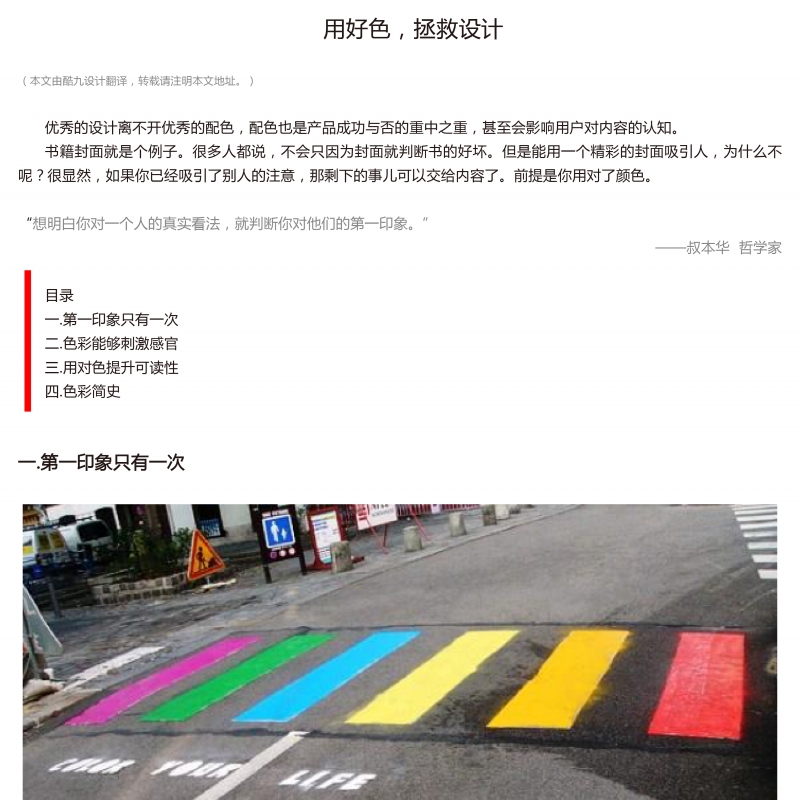 用好色，拯救设计
（本文由酷九设计翻译，转载请注明本文地址。）
优秀的设计离不开优秀的配色，配色也是产品成功与否的重中之重，甚至会影响用户对内容的认知。
书籍封面就是个例子。很多人都说，不会只因为封面就判断书的好坏。但是能用一个精彩的封面吸引人，为什么不
呢？很显然，如果你已经吸引了别人的注意，那剩下的事儿可以交给内容了。前提是你用对了颜色。
“想明白你对一个人的真实看法，就判断你对他们的第一印象。”
——叔本华 哲学家
目录
一.第一印象只有一次
二.色彩能够刺激感官
三.用对色提升可读性
四.色彩简史
一.第一印象只有一次
COLOR YOUR LIFE